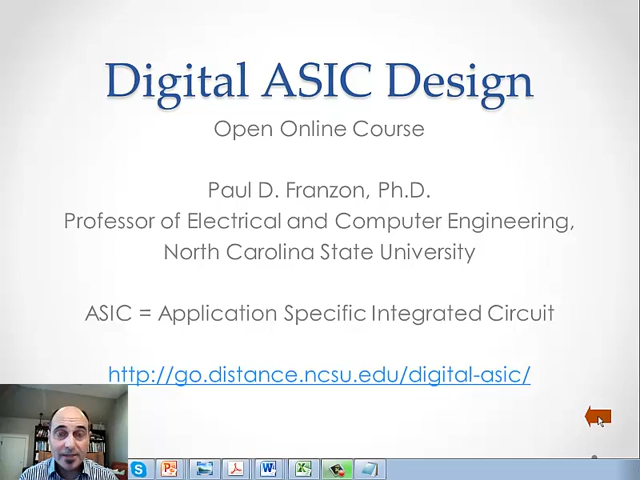 Digital ASIC Design
Open Online Course
Paul D. Franzon, Ph.D.
Professor of Electrical and Computer Engineering,
North Carolina State University
ASIC = Application Specific Integrated Circuit
http://go.distance.ncsu.edu/digital-asic/